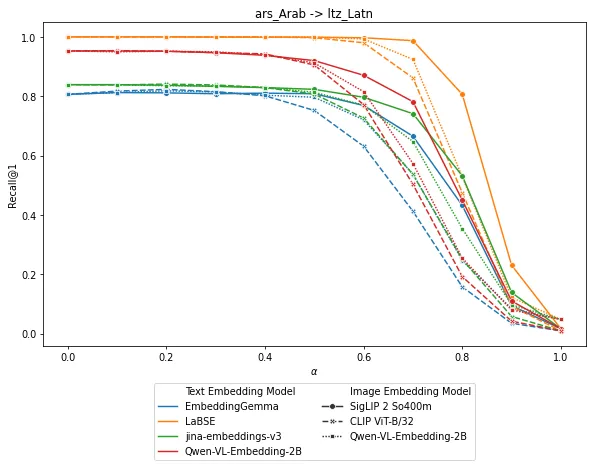 ars_Arab -> ltz_Latn
1.0
0.8
0.6
0.4
0.2
0.0
Recall@1
0.0 0.2 0.4 0.6 0.8 1.0
α
Text Embedding Model Image Embedding Model
EmbeddingGemma SigLIP 2 So400m
LaBSE CLIP ViT-B/32
jina-embeddings-v3 Qwen-VL-Embedding-2B
Qwen-VL-Embedding-2B